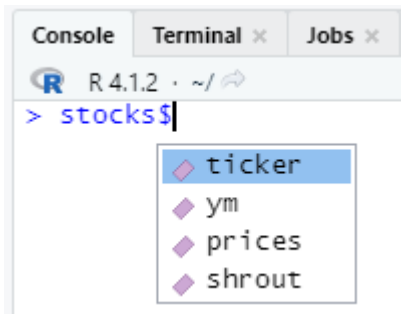 Console Terminal × Jobs ×
R R 4.1.2 · ~/
> stocks$
ticker
ym
prices
shrout